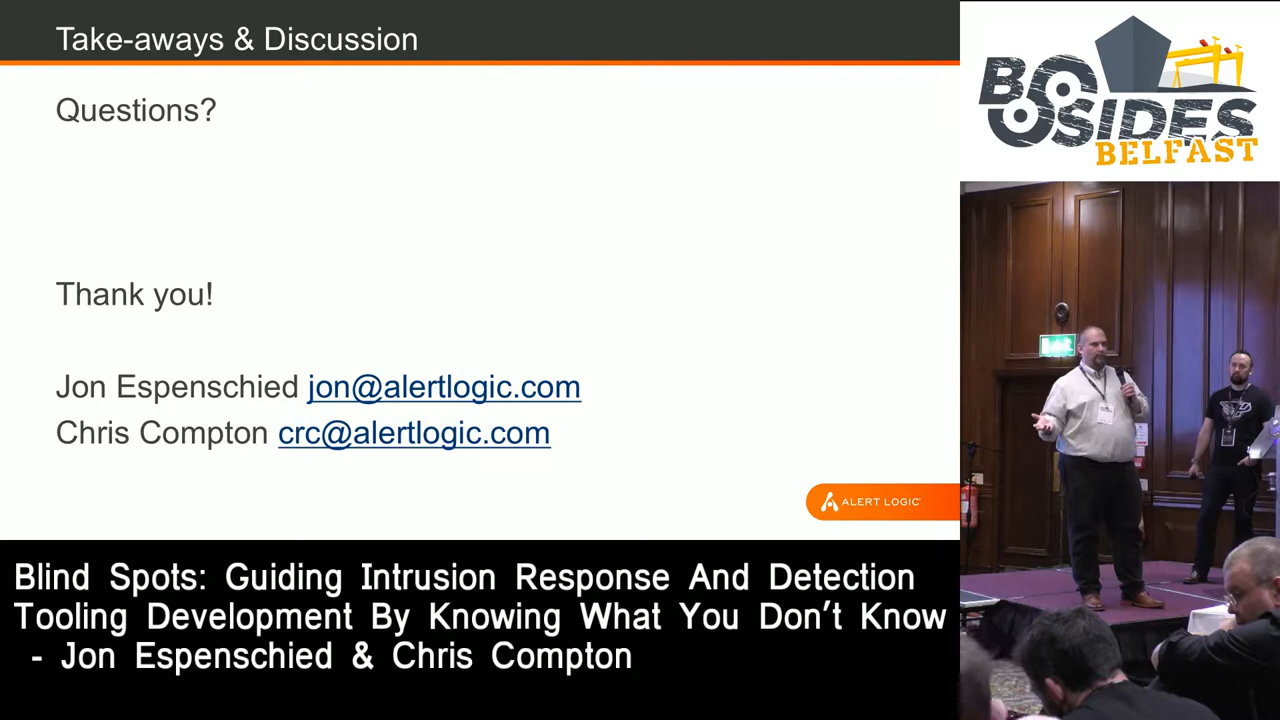 Take-aways & Discussion
Questions?
Thank you!
Jon Espenschied jon@alertlogic.com
Chris Compton crc@alertlogic.com
ALERT LOGIC
BSIDES
BELFAST
Blind Spots: Guiding Intrusion Response And Detection
Tooling Development By Knowing What You Don't Know
- Jon Espenschied & Chris Compton